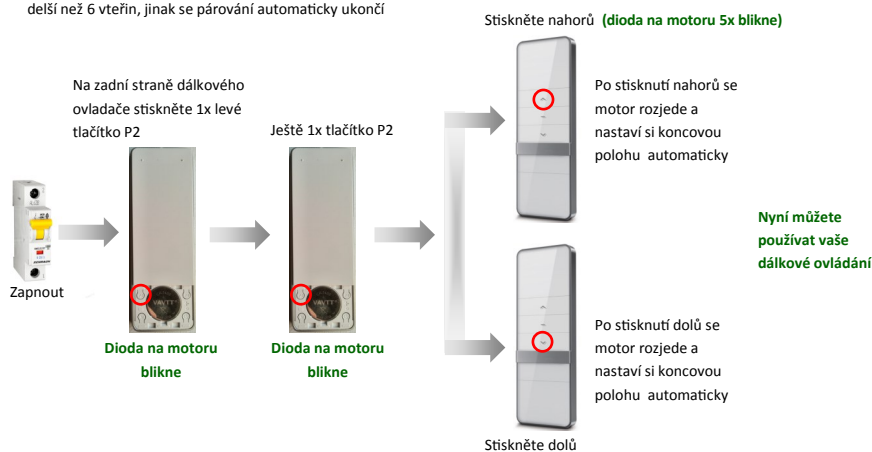 delší než 6 vteřin, jinak se párování automaticky ukončí
Stiskněte nahorů (dioda na motoru 5x blikne)
Na zadní straně dálkového
ovladače stiskněte 1x levé
tlačítko P2
Ještě 1x tlačítko P2
Po stisknutí nahorů se
motor rozjede a
nastaví si koncovou
polohu automaticky
Zapnout
Dioda na motoru
blikne
Dioda na motoru
blikne
Nyní můžete
používat vaše
dálkové ovládání
Po stisknutí dolů se
motor rozjede a
nastaví si koncovou
polohu automaticky
Stiskněte dolů